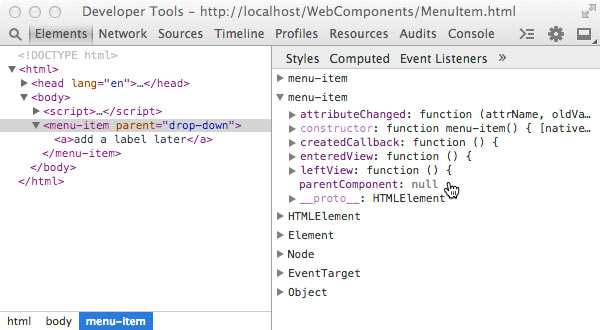 Developer Tools – http://localhost/WebComponents/MenuItem.html
Elements Network Sources Timeline Profiles Resources Audits Console
<!DOCTYPE html>
<html>
<head lang="en">…</head>
<body>
<script>…</script>
<menu-item parent="drop-down">
<a>add a label later</a>
</menu-item>
</body>
</html>
html body menu-item
Styles Computed Event Listeners »
menu-item
menu-item
attributeChanged: function (attrName, oldVa…
constructor: function menu-item() { [native…
createdCallback: function () {
enteredView: function () {
leftView: function () {
parentComponent: null
__proto__: HTMLElement
HTMLElement
Element
Node
EventTarget
Object